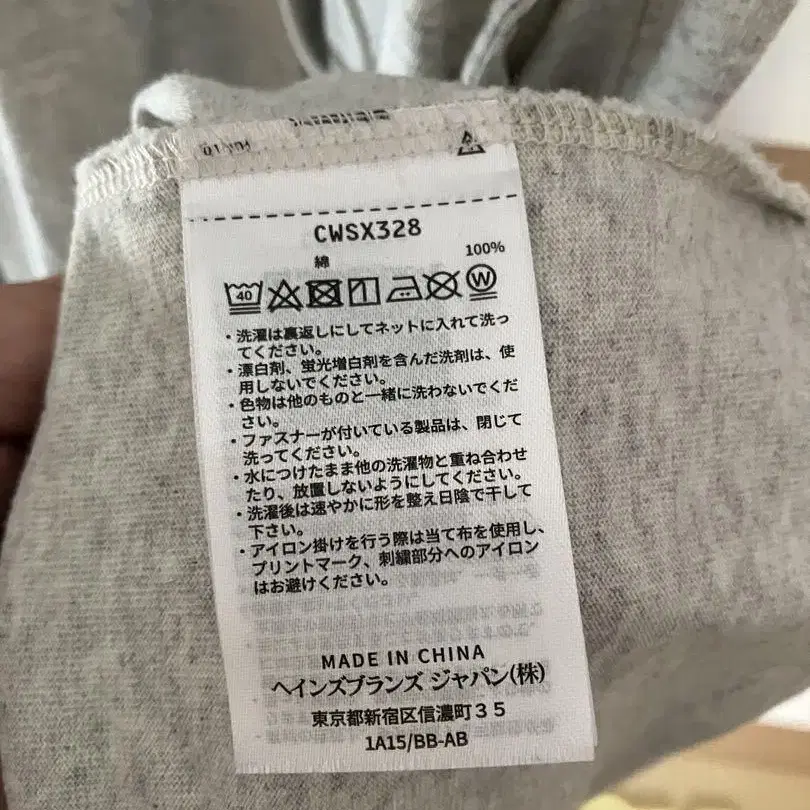 CWSX328
綿 100%
40 W
・洗濯は裏返しにしてネットに入れて洗っ
てください。
・漂白剤、蛍光増白剤を含んだ洗剤は、使
用しないでください。
・色物は他のものと一緒に洗わないでくだ
さい。
・ファスナーが付いている製品は、閉じて
洗ってください。
・水につけたまま他の洗濯物と重ね合わせ
たり、放置しないようにしてください。
・洗濯後は速やかに形を整え日陰で干して
下さい。
・アイロン掛けを行う際は当て布を使用し、
プリントマーク、刺繍部分へのアイロン
はお避けください。
MADE IN CHINA
ヘインズブランズ ジャパン(株)
東京都新宿区信濃町35
1A15/BB-AB